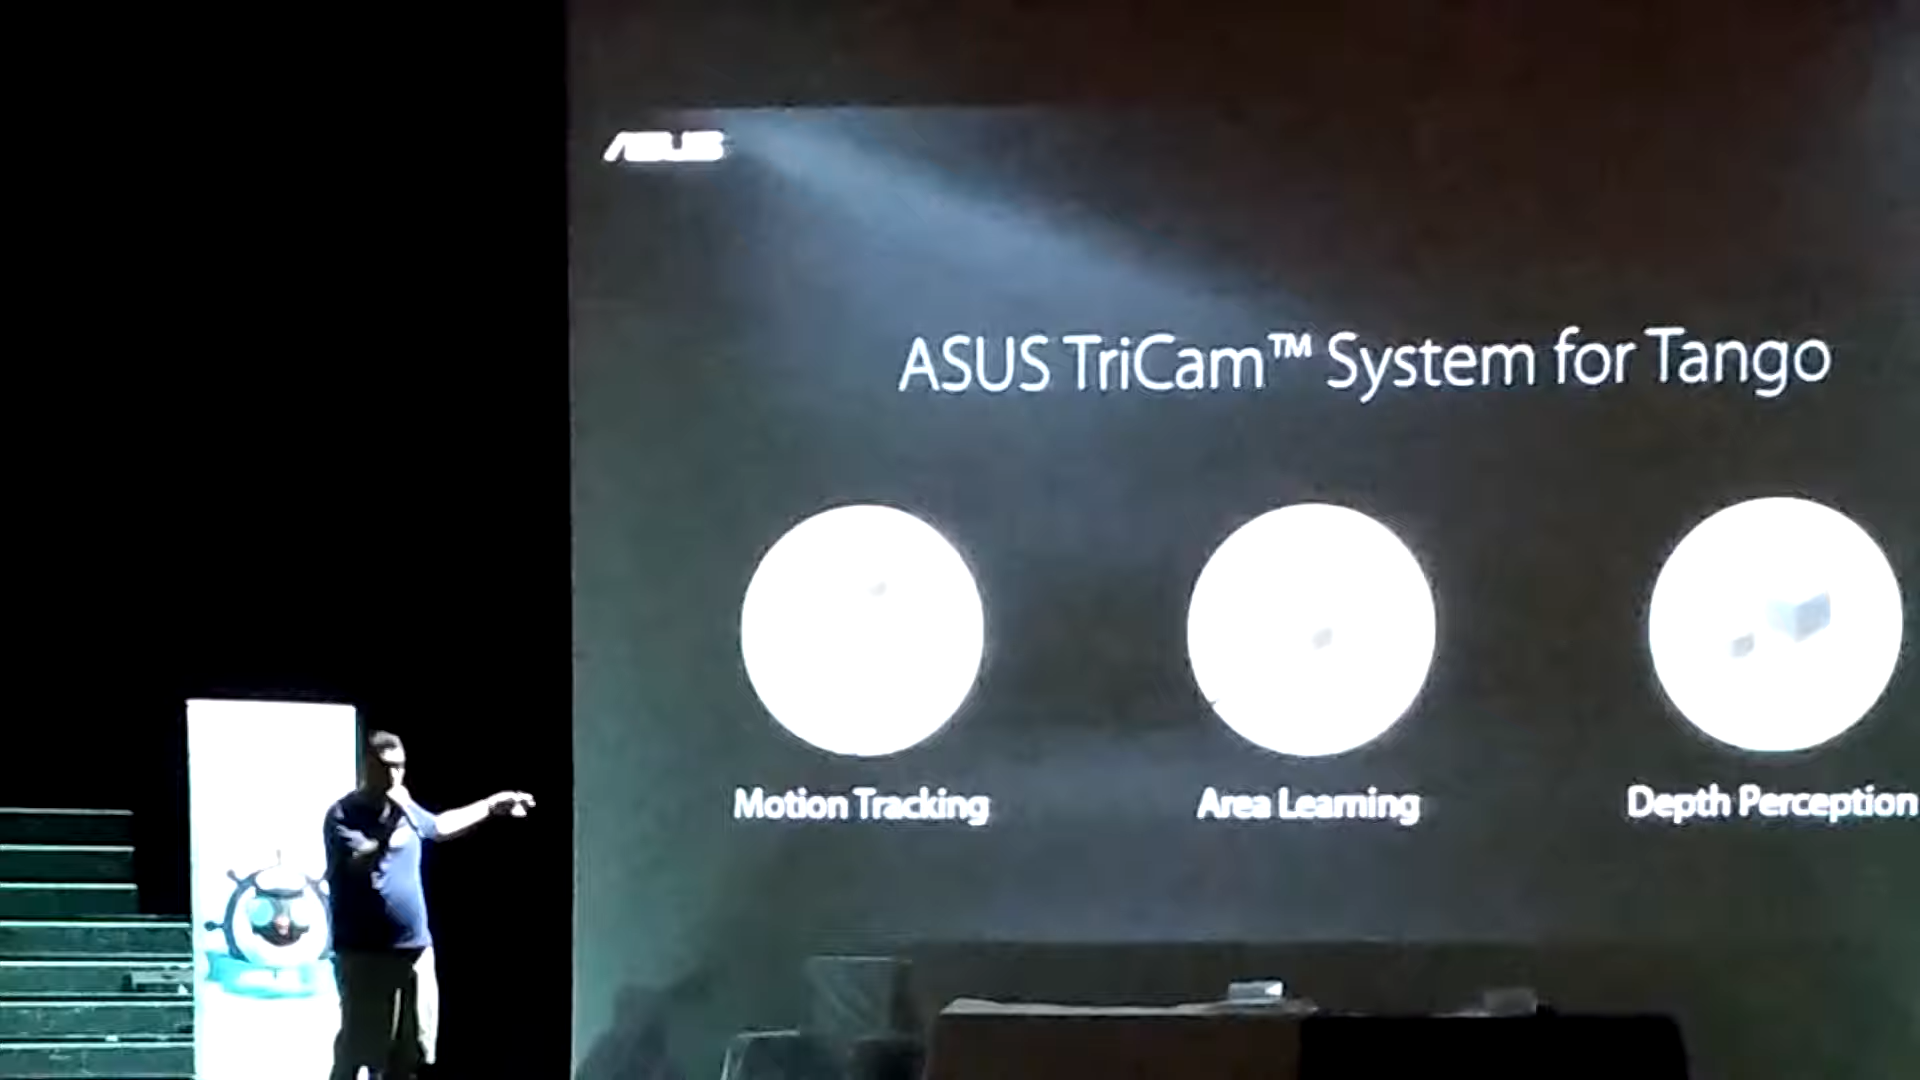 ASUS
ASUS TriCam™ System for Tango
Motion Tracking
Area Learning
Depth Perception